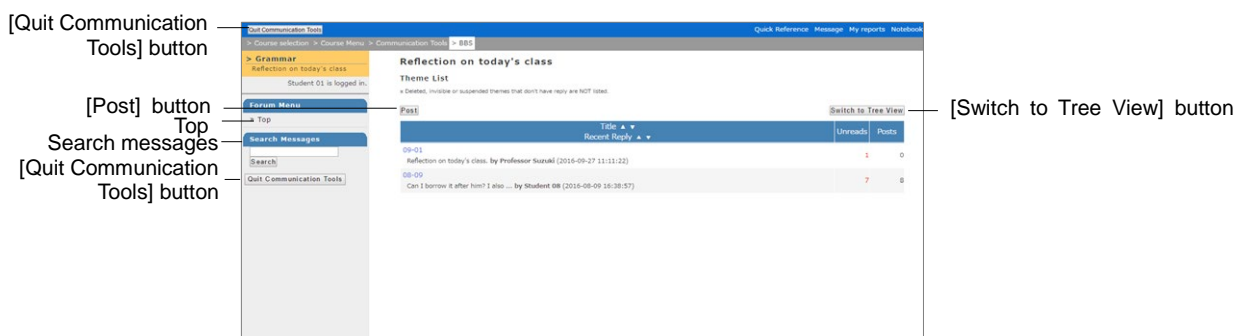 [Quit Communication
Tools] button
[Post] button
Top
Search messages
[Quit Communication
Tools] button
Quit Communication Tools
Quick Reference Message My reports Notebook
> Course selection > Course Menu > Communication Tools > BBS
> Grammar
Reflection on today's class
Student 01 is logged in.
Forum Menu
Top
Search Messages
Search
Quit Communication Tools
Reflection on today's class
Theme List
Deleted, invisible or suspended themes that don't have reply are NOT listed.
Post
Switch to Tree View
Title ▲ ▼
Recent Reply ▲ ▼
Unreads Posts
09-01
Reflection on today's class. by Professor Suzuki (2016-09-27 11:11:22)
1 0
08-09
Can I borrow it after him? I also ... by Student 08 (2016-08-09 16:38:57)
7 8
[Switch to Tree View] button